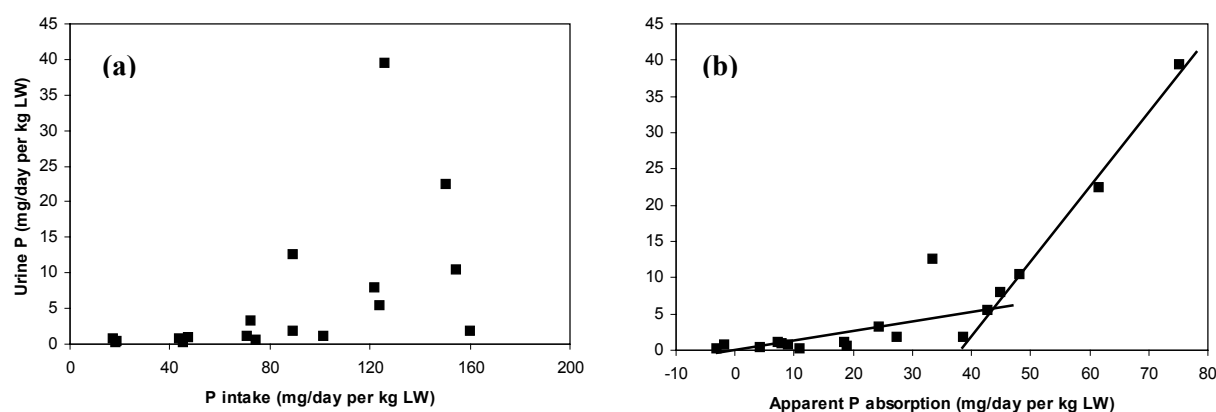 (a)
Urine P (mg/day per kg LW)
45
40
35
30
25
20
15
10
5
0
0 40 80 120 160 200
P intake (mg/day per kg LW)
(b)
45
40
35
30
25
20
15
10
5
0
-10 0 10 20 30 40 50 60 70 80
Apparent P absorption (mg/day per kg LW)